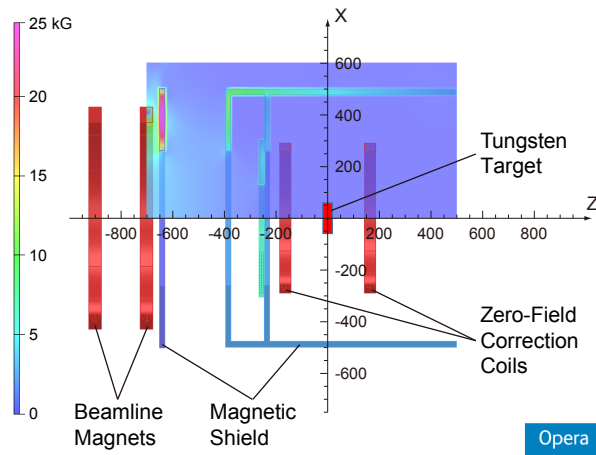 25 kG
20
15
10
5
0
X
600
400
200
Z
-800 -600 -400 -200 200 400 600 800
-200
-400
-600
Tungsten
Target
Zero-Field
Correction
Coils
Beamline
Magnets
Magnetic
Shield
Opera